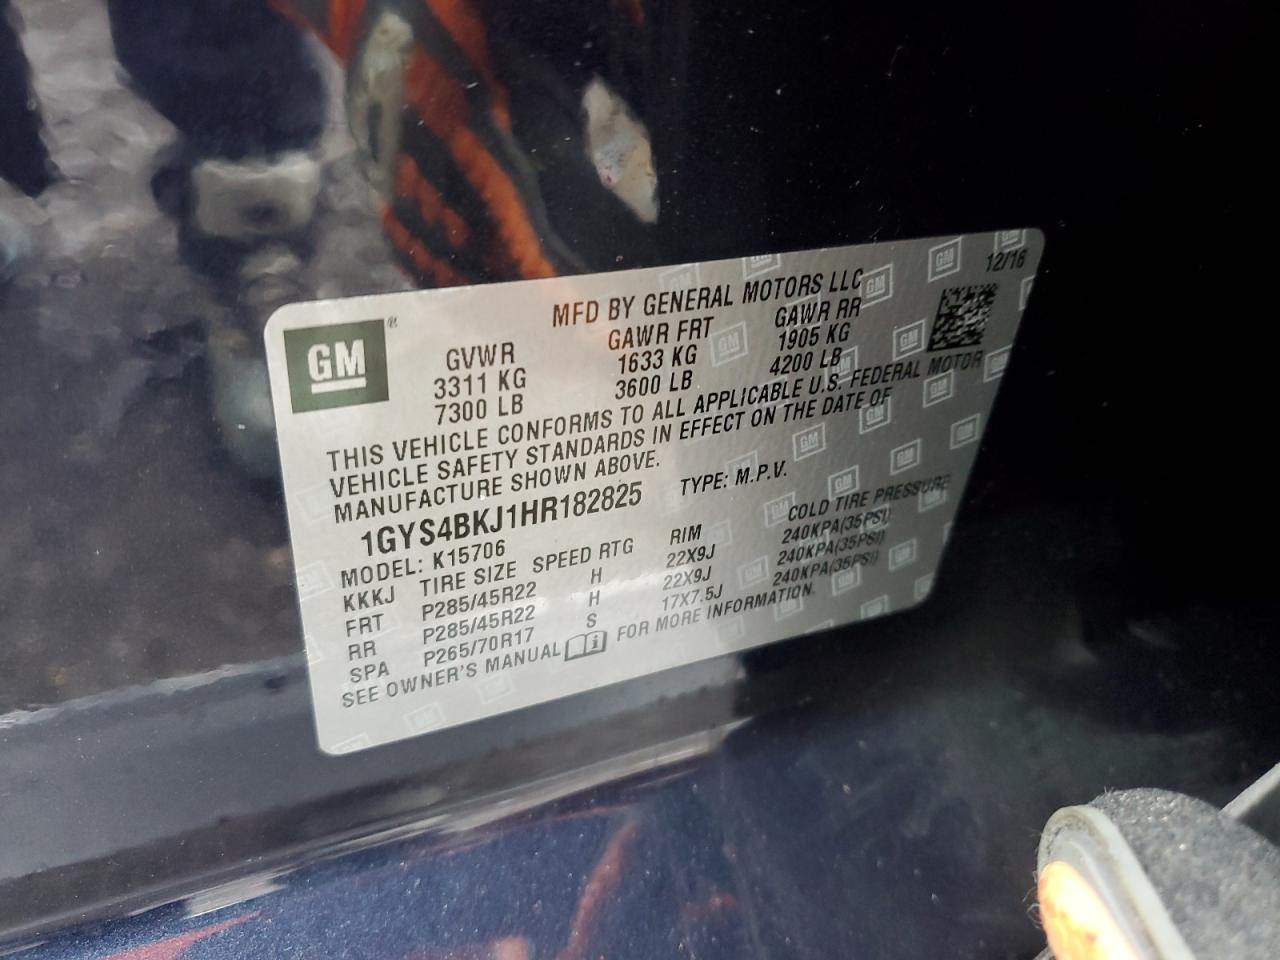 12/16
MFD BY GENERAL MOTORS LLC
GM®
GVWR GAWR FRT GAWR RR
3311 KG 1633 KG 1905 KG
7300 LB 3600 LB 4200 LB
THIS VEHICLE CONFORMS TO ALL APPLICABLE U.S. FEDERAL MOTOR
VEHICLE SAFETY STANDARDS IN EFFECT ON THE DATE OF
MANUFACTURE SHOWN ABOVE.
1GYS4BKJ1HR182825 TYPE: M.P.V.
MODEL: K15706
KKKJ TIRE SIZE SPEED RTG RIM COLD TIRE PRESSURE
FRT P285/45R22 H 22X9J 240KPA(35PSI)
RR P285/45R22 H 22X9J 240KPA(35PSI)
SPA P265/70R17 S 17X7.5J 240KPA(35PSI)
SEE OWNER'S MANUAL FOR MORE INFORMATION.